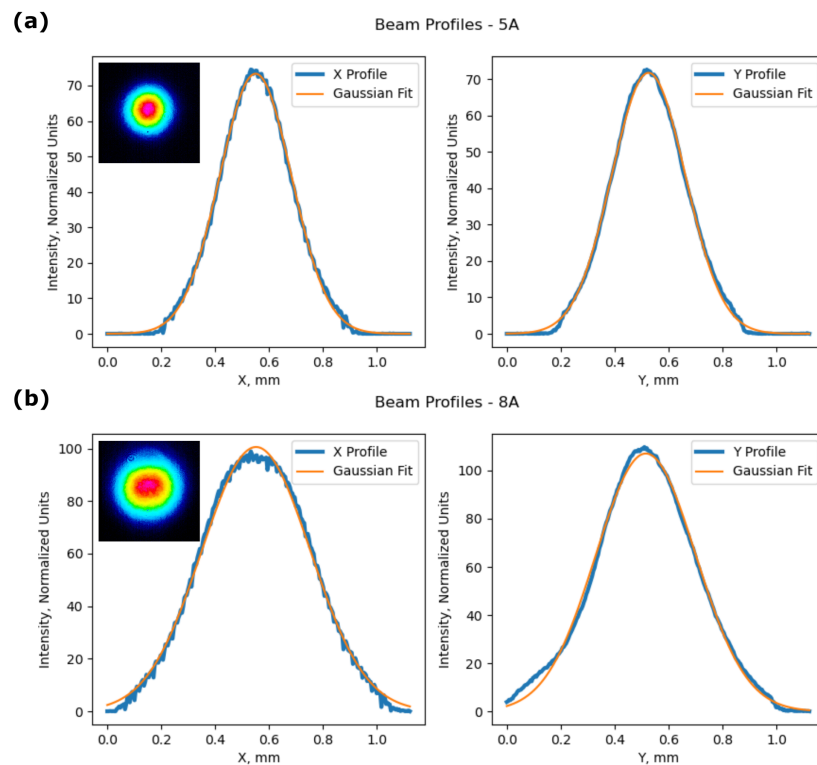 (a)
Beam Profiles - 5A
X Profile
Gaussian Fit
Intensity, Normalized Units
70
60
50
40
30
20
10
0
0.0 0.2 0.4 0.6 0.8 1.0
X, mm
Y Profile
Gaussian Fit
Intensity, Normalized Units
70
60
50
40
30
20
10
0
0.0 0.2 0.4 0.6 0.8 1.0
Y, mm
(b)
Beam Profiles - 8A
X Profile
Gaussian Fit
Intensity, Normalized Units
100
80
60
40
20
0
0.0 0.2 0.4 0.6 0.8 1.0
X, mm
Y Profile
Gaussian Fit
Intensity, Normalized Units
100
80
60
40
20
0
0.0 0.2 0.4 0.6 0.8 1.0
Y, mm